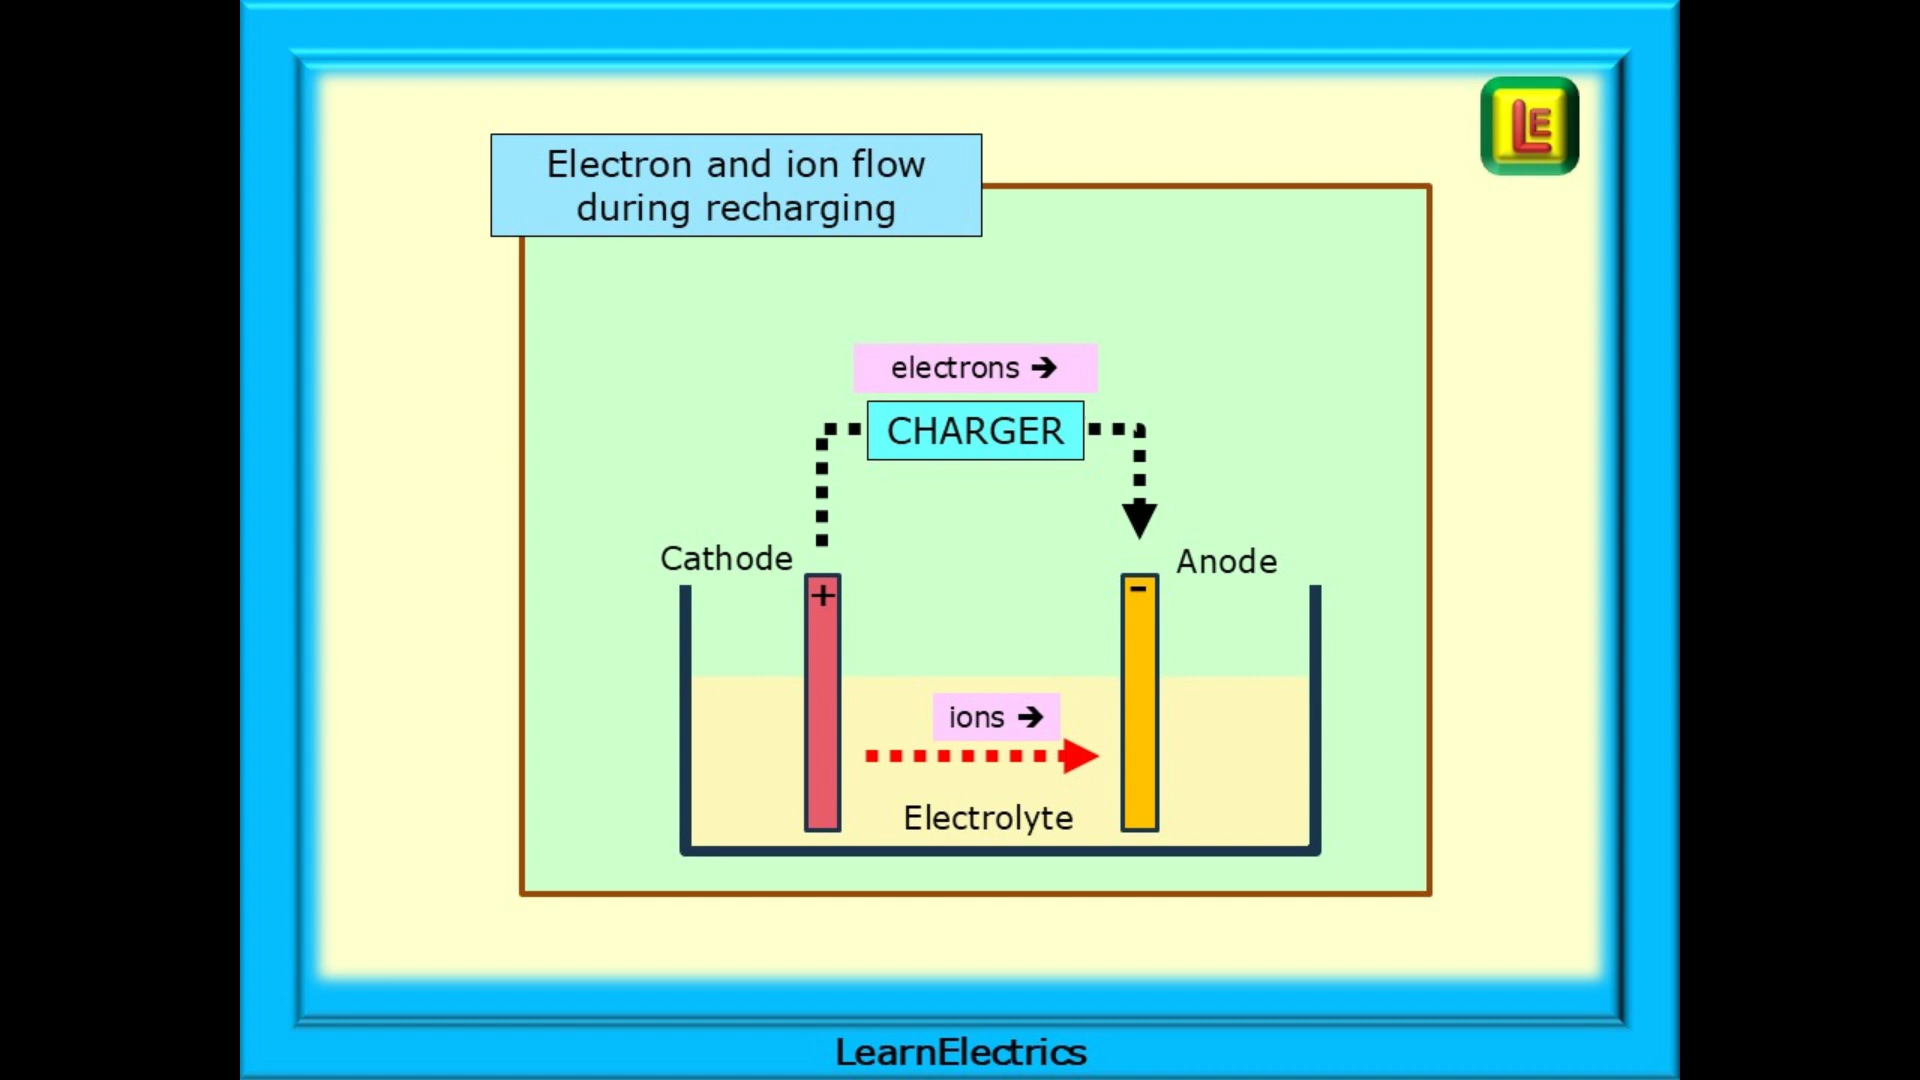 LE
Electron and ion flow
during recharging
electrons ➔
CHARGER
Cathode
Anode
+
-
ions ➔
Electrolyte
LearnElectrics